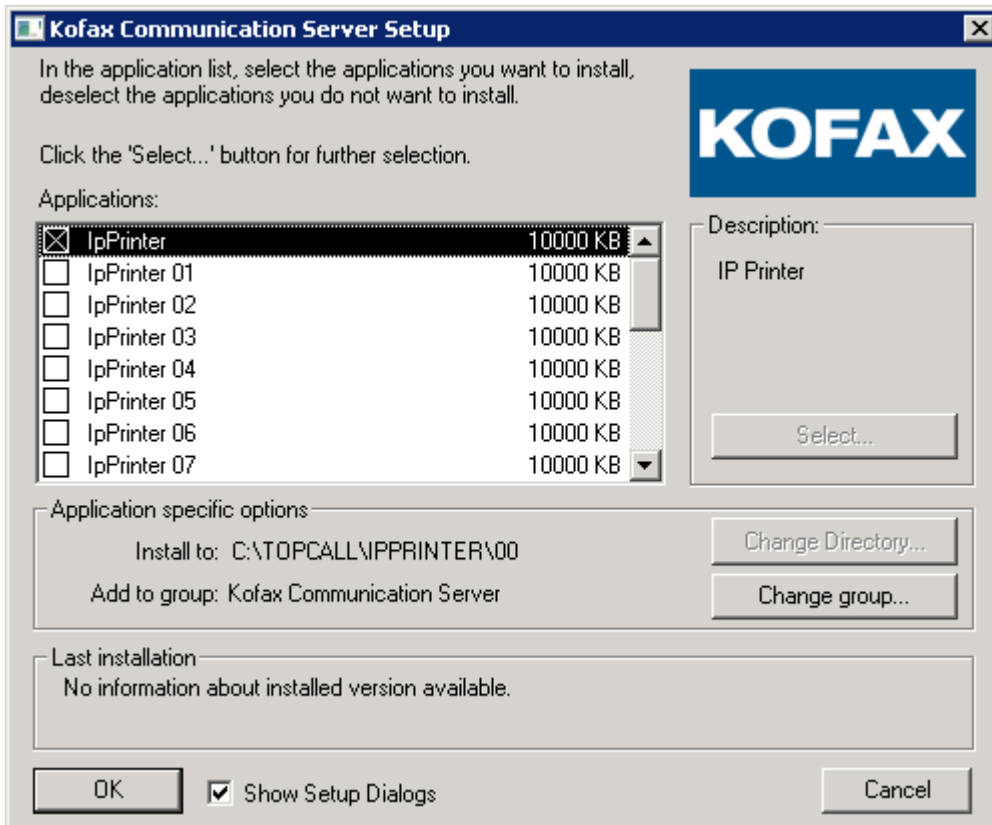 Kofax Communication Server Setup
In the application list, select the applications you want to install,
deselect the applications you do not want to install.
Click the 'Select...' button for further selection.
KOFAX
Applications:
IpPrinter 10000 KB
IpPrinter 01 10000 KB
IpPrinter 02 10000 KB
IpPrinter 03 10000 KB
IpPrinter 04 10000 KB
IpPrinter 05 10000 KB
IpPrinter 06 10000 KB
IpPrinter 07 10000 KB
Description:
IP Printer
Select...
Application specific options
Install to: C:\TOPCALL\IPPRINTER\00
Change Directory...
Add to group: Kofax Communication Server
Change group...
Last installation
No information about installed version available.
OK
Show Setup Dialogs
Cancel